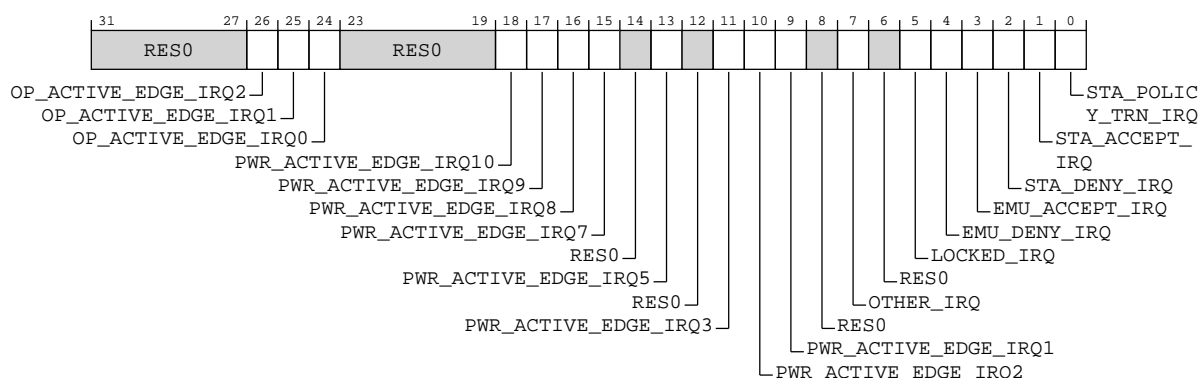 31 27 26 25 24 23 19 18 17 16 15 14 13 12 11 10 9 8 7 6 5 4 3 2 1 0
RES0 RES0
OP_ACTIVE_EDGE_IRQ2 STA_POLIC
OP_ACTIVE_EDGE_IRQ1 Y_TRN_IRQ
OP_ACTIVE_EDGE_IRQ0 STA_ACCEPT_
PWR_ACTIVE_EDGE_IRQ10 IRQ
PWR_ACTIVE_EDGE_IRQ9 STA_DENY_IRQ
PWR_ACTIVE_EDGE_IRQ8 EMU_ACCEPT_IRQ
PWR_ACTIVE_EDGE_IRQ7 EMU_DENY_IRQ
RES0 LOCKED_IRQ
PWR_ACTIVE_EDGE_IRQ5 RES0
RES0 OTHER_IRQ
PWR_ACTIVE_EDGE_IRQ3 RES0
PWR_ACTIVE_EDGE_IRQ1
PWR_ACTIVE_EDGE_IRQ2